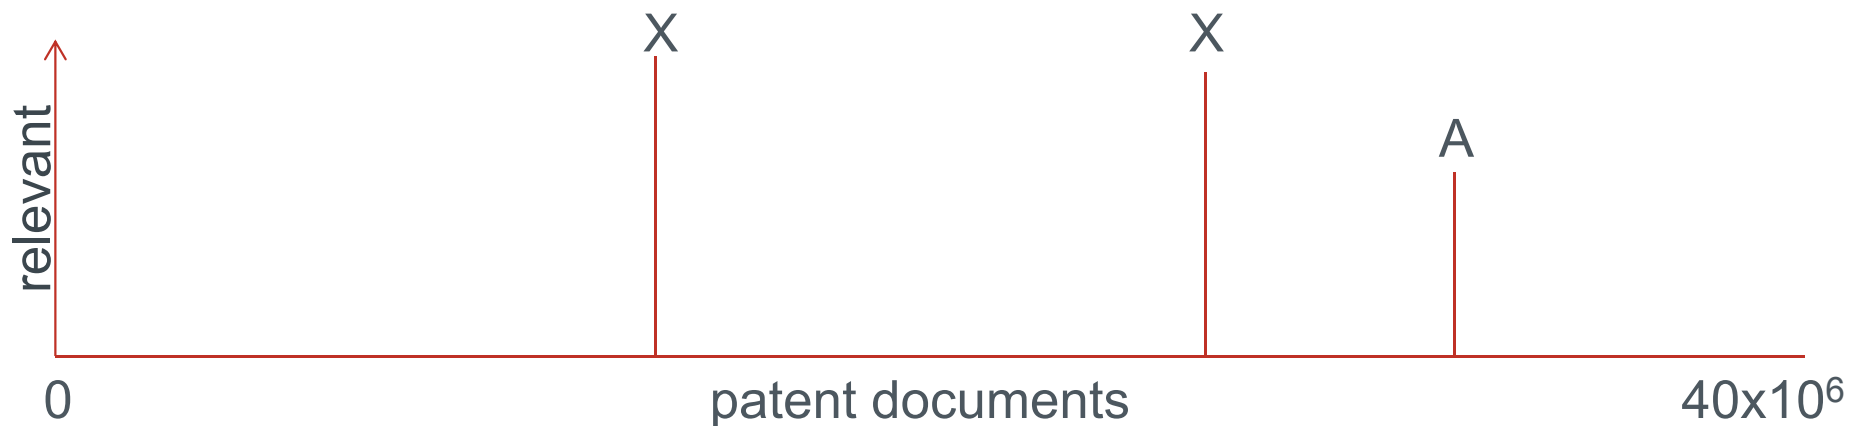 X X
A
relevant
0 patent documents 40x10⁶